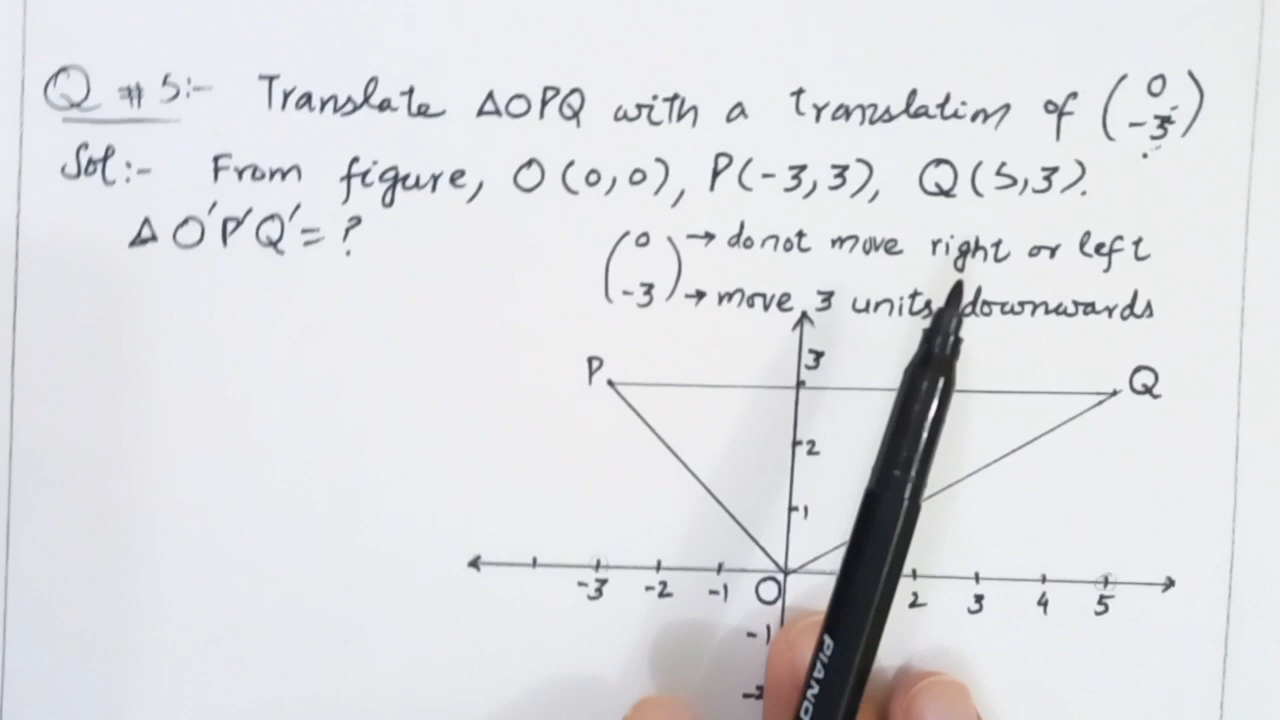 Q # 5:- Translate ΔOPQ with a translation of (0 -3)
Sol:- From figure, O(0,0), P(-3,3), Q(5,3).
ΔO'P'Q' = ?
(0 → do not move right or left
-3) → move 3 units downwards
3
P
Q
2
1
-3 -2 -1 O 2 3 4 5
-1
PIANO